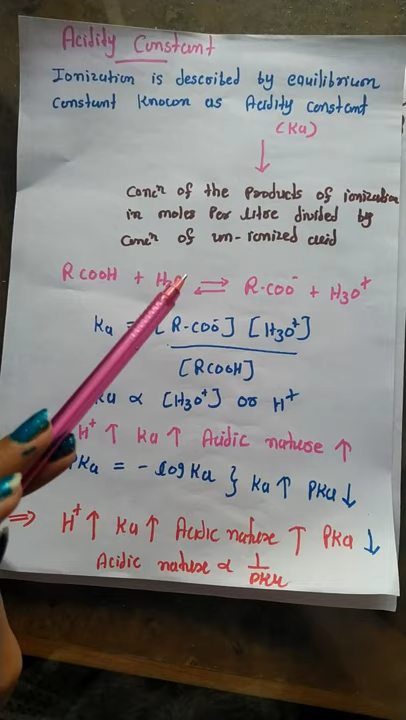 Acidity Constant
Ionization is described by equilibrium
Constant Known as Acidity constant
(Ka)
↓
Concn of the Products of ionization
in moles Per litre divided by
Concn of un-ionized acid
RCOOH + H2O ⇌ R-COO⁻ + H3O⁺
Ka = [R-COO⁻] [H3O⁺]
[RCOOH]
Ka ∝ [H3O⁺] or H⁺
H⁺ ↑ Ka ↑ Acidic nature ↑
PKa = - log Ka } Ka ↑ PKa ↓
⇒ H⁺ ↑ Ka ↑ Acidic nature ↑ PKa ↓
Acidic nature ∝ 1/PKa